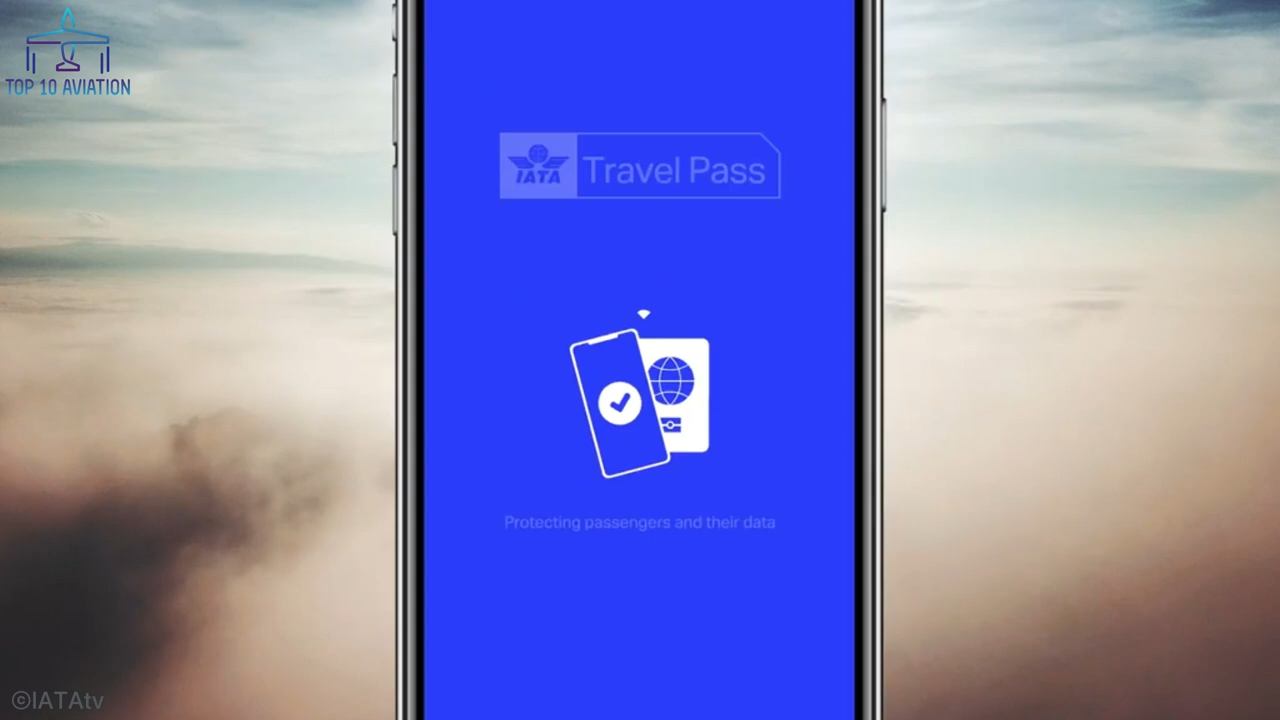 TOP 10 AVIATION
IATA
Travel Pass
Protecting passengers and their data
©IATAtv